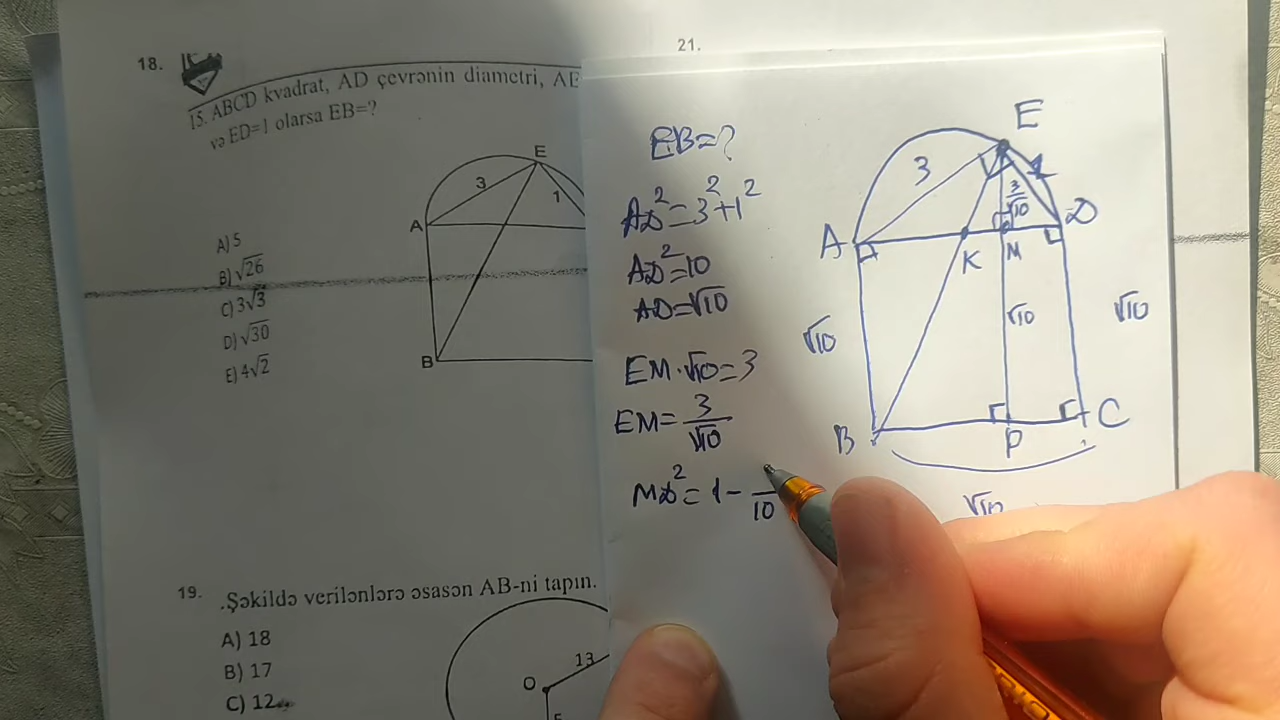 18.
15. ABCD kvadrat, AD çevrənin diametri, AE
və ED=1 olarsa EB=?
A) 5
B) √26
C) 3√3
D) √30
E) 4√2
E
3
1
A
B
19.
.Şəkildə verilənlərə əsasən AB-ni tapın.
A) 18
B) 17
C) 12
13
O
E
21.
EB=?
AD²=3²+1²
AD²=10
AD=√10
EM·√10=3
EM=3/√10
MD²=1-/10
E
3
1
3/√10
A
D
K
M
√10
√10
√10
B
P
C
√10